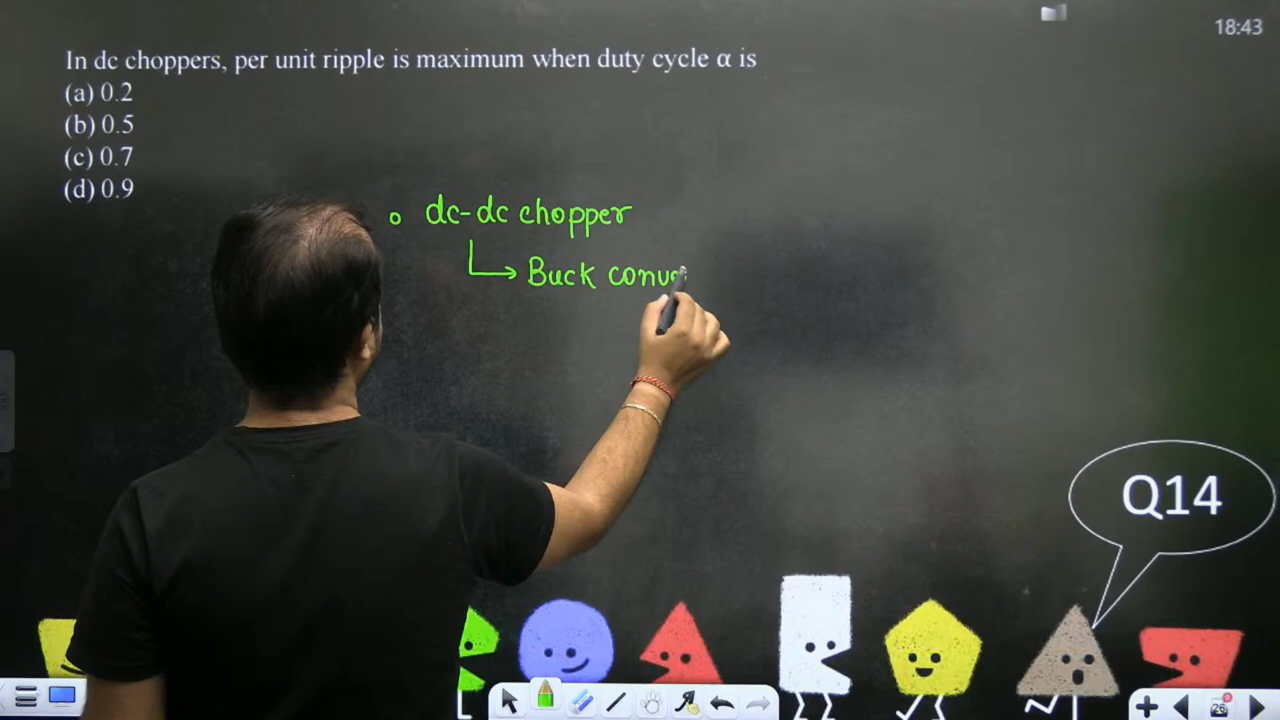 18:43
In dc choppers, per unit ripple is maximum when duty cycle α is
(a) 0.2
(b) 0.5
(c) 0.7
(d) 0.9
dc-dc chopper
Buck conve
Q14